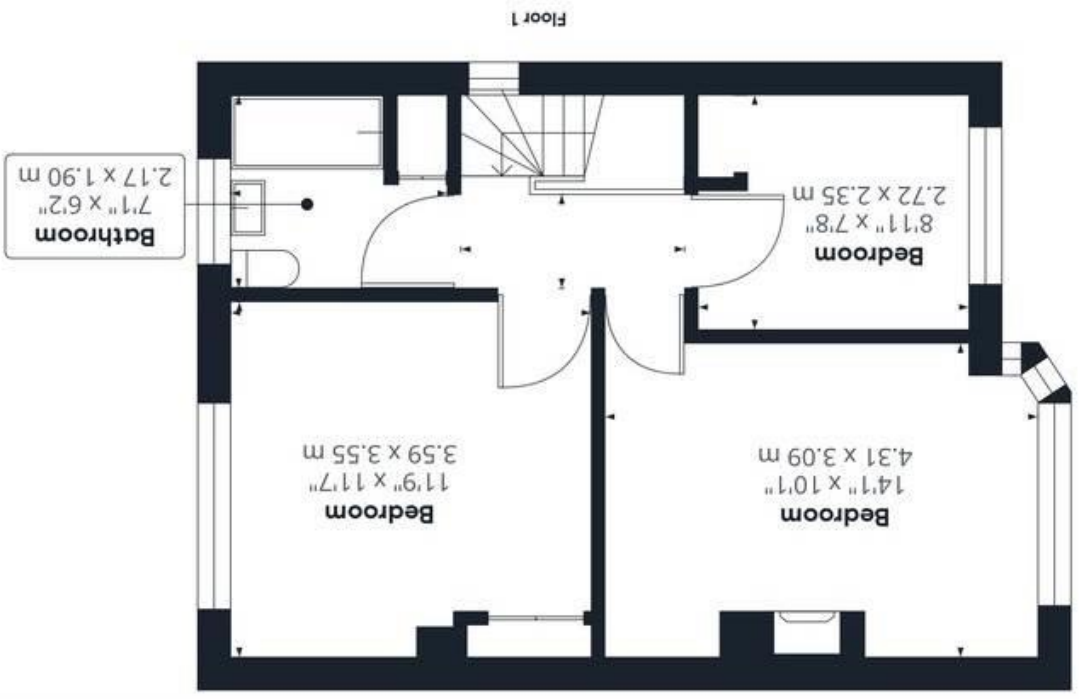 Bedroom
14'1" x 10'1"
4.31 x 3.09 m
Bedroom
11'9" x 11'7"
3.59 x 3.55 m
Bedroom
8'11" x 7'8"
2.72 x 2.35 m
Bathroom
7'1" x 6'2"
2.17 x 1.90 m
Floor 1